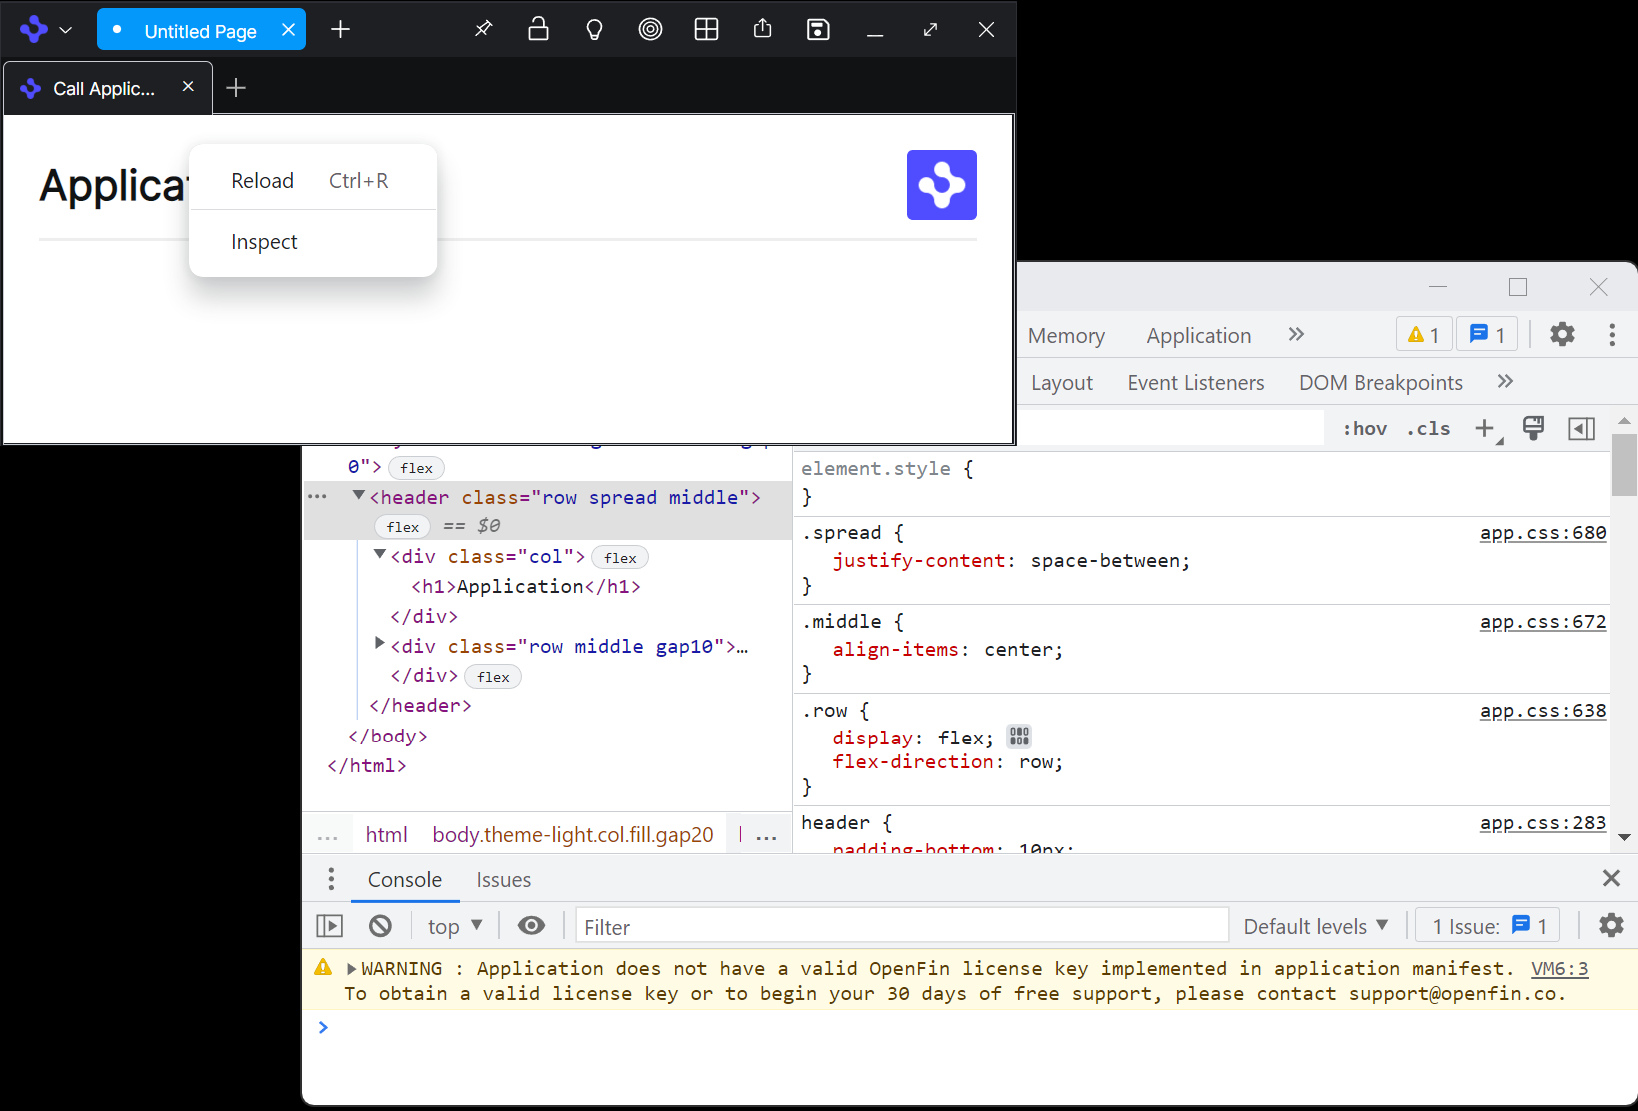 Untitled Page
Call Applic...
Applicat
Reload Ctrl+R
Inspect
Memory Application 1 1
Layout Event Listeners DOM Breakpoints
:hov .cls
0"> flex
<header class="row spread middle">
flex == $0
<div class="col"> flex
<h1>Application</h1>
</div>
<div class="row middle gap10">…
</div> flex
</header>
</body>
</html>
... html body.theme-light.col.fill.gap20 ...
element.style {
}
.spread { app.css:680
justify-content: space-between;
}
.middle { app.css:672
align-items: center;
}
.row { app.css:638
display: flex;
flex-direction: row;
}
header { app.css:283
padding-bottom: 10px;
Console Issues
top Filter Default levels 1 Issue: 1
WARNING : Application does not have a valid OpenFin license key implemented in application manifest. VM6:3
To obtain a valid license key or to begin your 30 days of free support, please contact support@openfin.co.